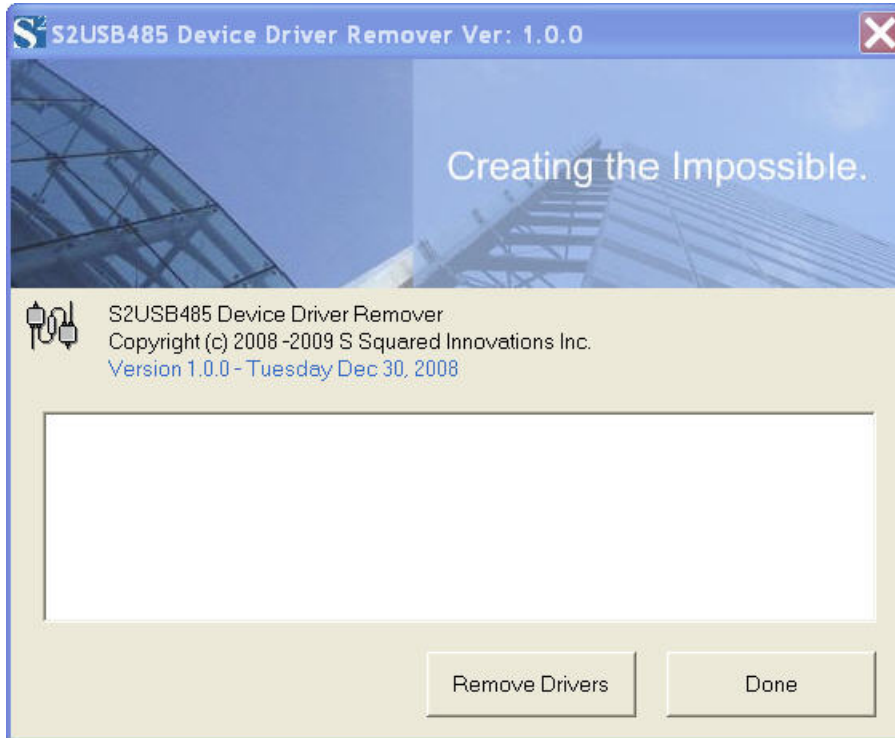 S2 S2USB485 Device Driver Remover Ver: 1.0.0
Creating the Impossible.
S2USB485 Device Driver Remover
Copyright (c) 2008 -2009 S Squared Innovations Inc.
Version 1.0.0 - Tuesday Dec 30, 2008
Remove Drivers
Done